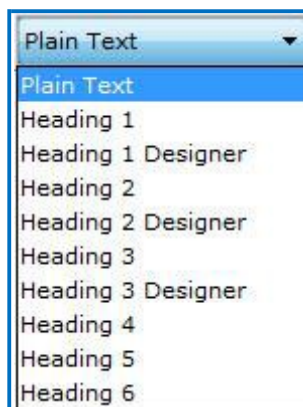 Plain Text
Plain Text
Heading 1
Heading 1 Designer
Heading 2
Heading 2 Designer
Heading 3
Heading 3 Designer
Heading 4
Heading 5
Heading 6